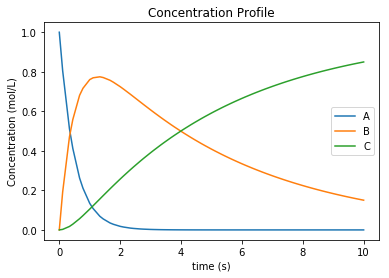 Concentration Profile
1.0
0.8
0.6
0.4
0.2
0.0
Concentration (mol/L)
A
B
C
0 2 4 6 8 10
time (s)